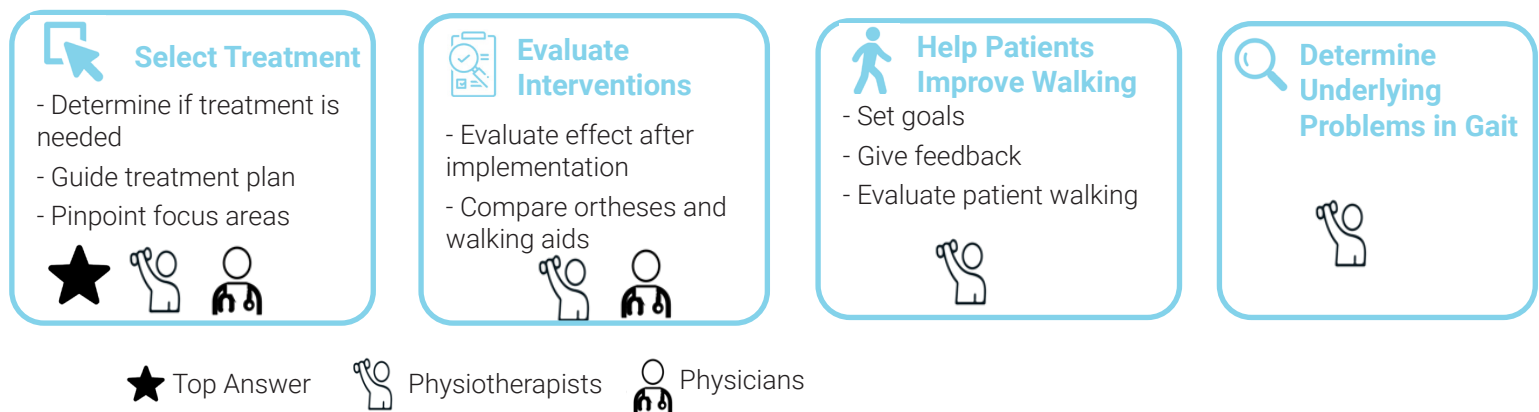 Select Treatment
- Determine if treatment is
needed
- Guide treatment plan
- Pinpoint focus areas
Evaluate
Interventions
- Evaluate effect after
implementation
- Compare ortheses and
walking aids
Help Patients
Improve Walking
- Set goals
- Give feedback
- Evaluate patient walking
Determine
Underlying
Problems in Gait
Top Answer
Physiotherapists
Physicians